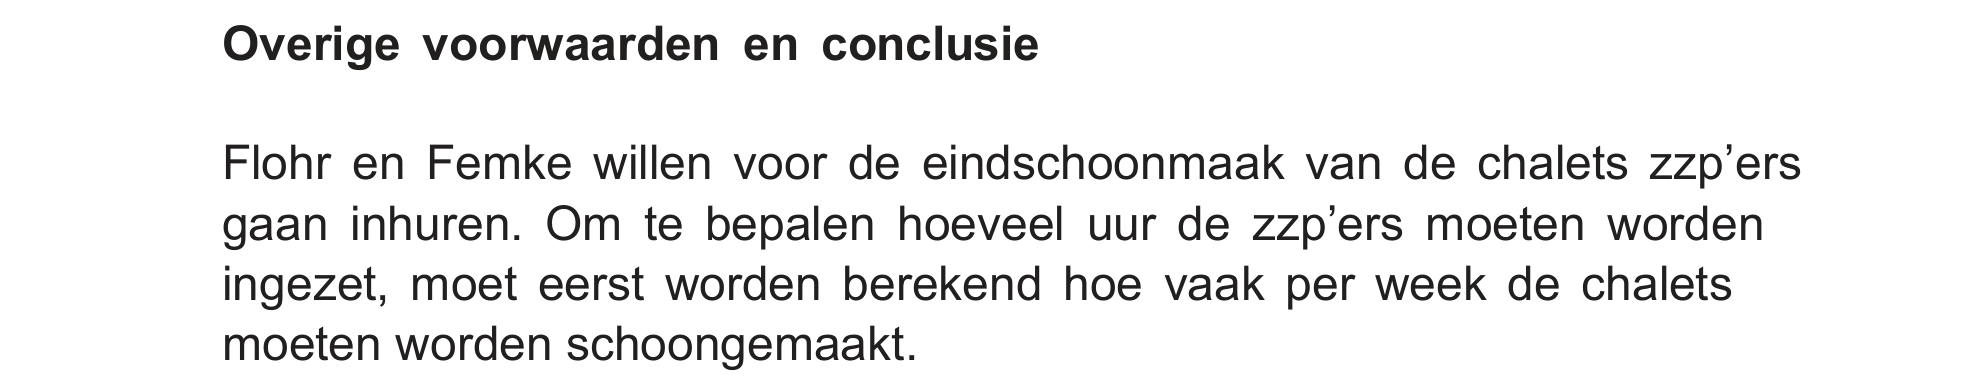 Overige voorwaarden en conclusie
Flohr en Femke willen voor de eindschoonmaak van de chalets zzp’ers
gaan inhuren. Om te bepalen hoeveel uur de zzp’ers moeten worden
ingezet, moet eerst worden berekend hoe vaak per week de chalets
moeten worden schoongemaakt.